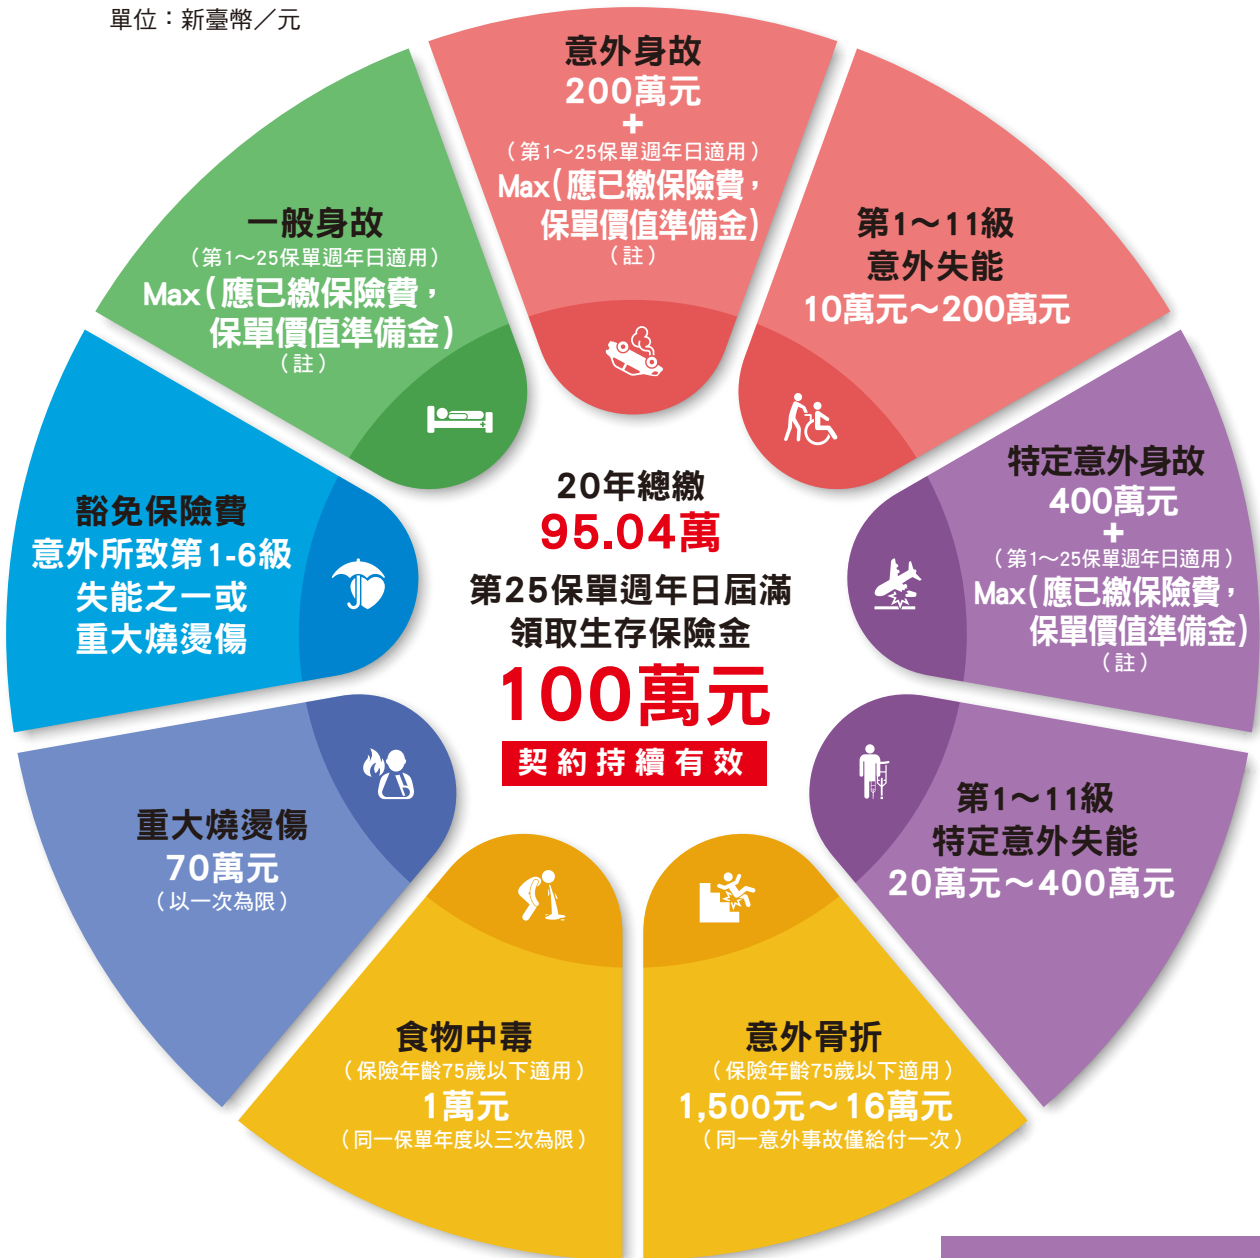 單位：新臺幣／元
意外身故
200萬元
+
（第1～25保單週年日適用）
Max(應已繳保險費，
保單價值準備金)
（註）
第1～11級
意外失能
10萬元～200萬元
特定意外身故
400萬元
+
（第1～25保單週年日適用）
Max(應已繳保險費，
保單價值準備金)
（註）
第1～11級
特定意外失能
20萬元～400萬元
意外骨折
（保險年齡75歲以下適用）
1,500元～16萬元
（同一意外事故僅給付一次）
食物中毒
（保險年齡75歲以下適用）
1萬元
（同一保單年度以三次為限）
重大燒燙傷
70萬元
（以一次為限）
豁免保險費
意外所致第1-6級
失能之一或
重大燒燙傷
一般身故
（第1～25保單週年日適用）
Max(應已繳保險費，
保單價值準備金)
（註）
20年總繳
95.04萬
第25保單週年日屆滿
領取生存保險金
100萬元
契約持續有效